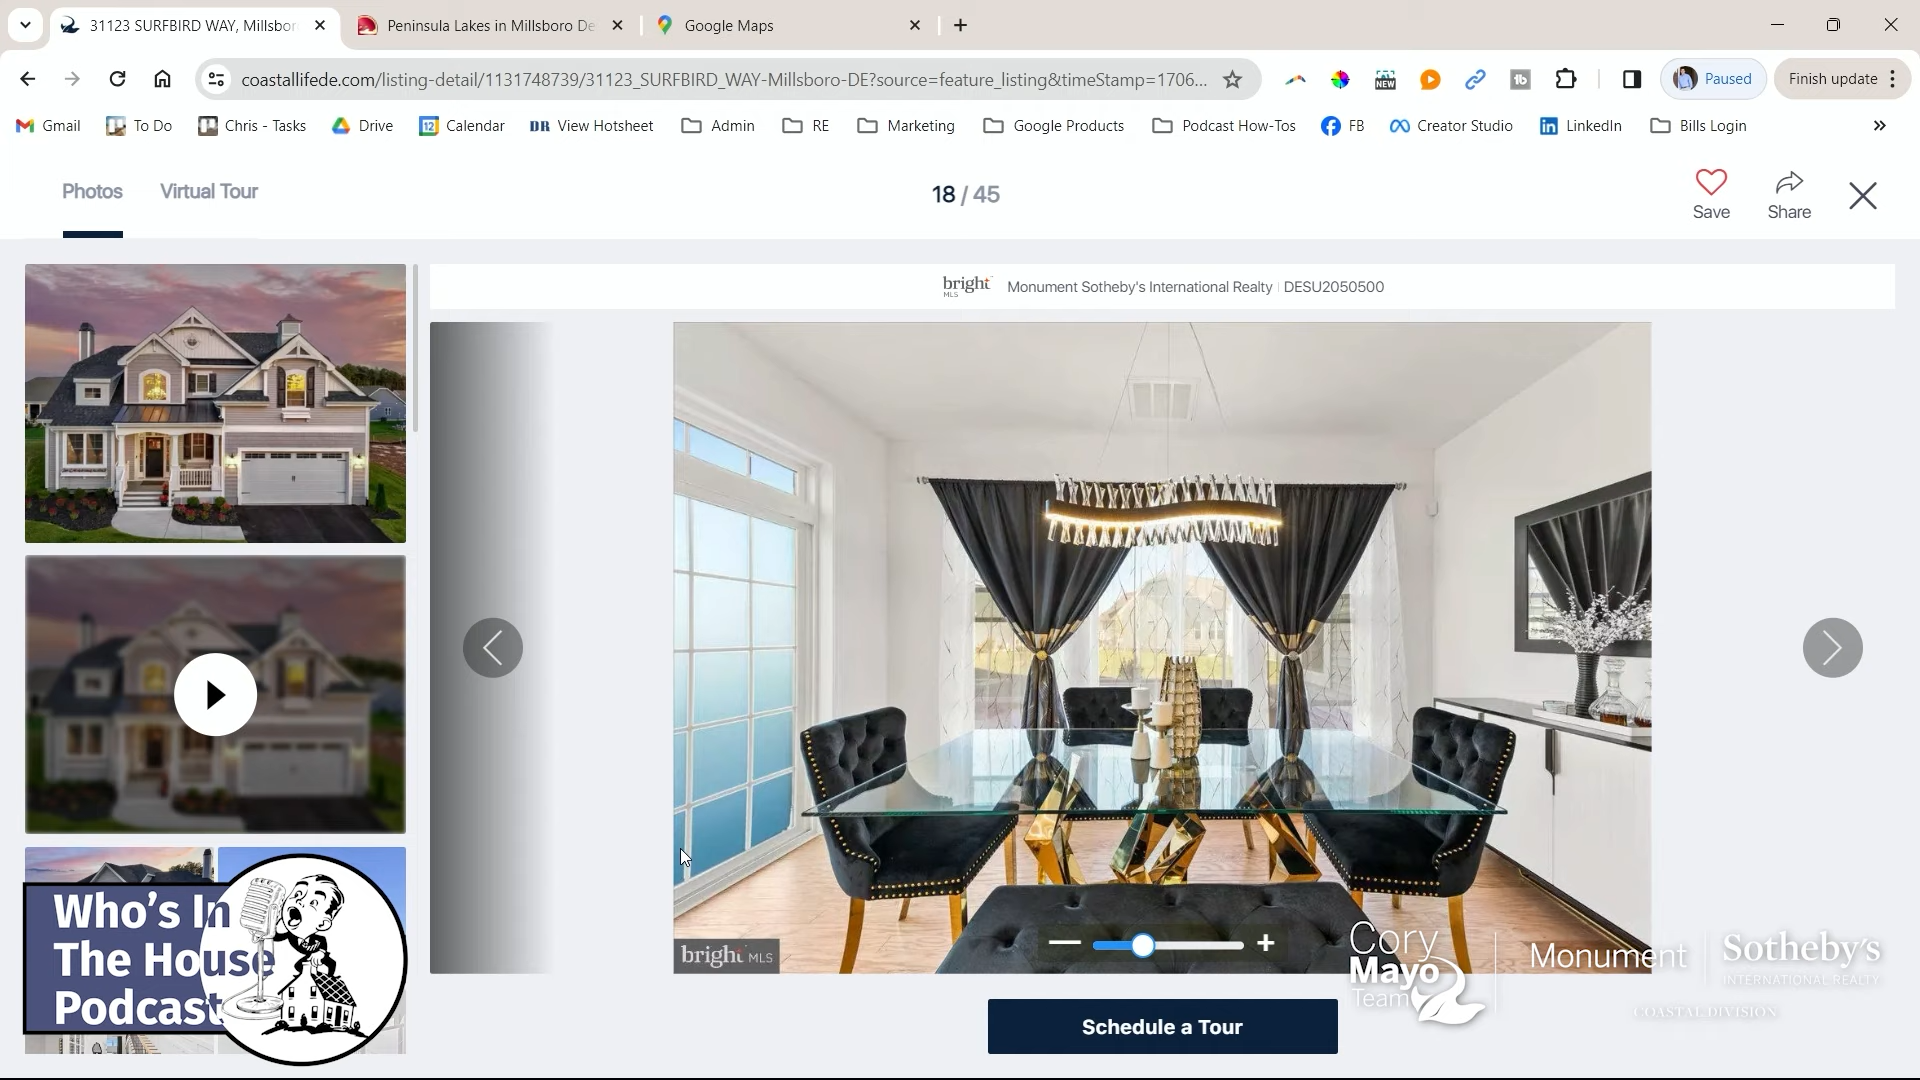 31123 SURFBIRD WAY, Millsbor
Peninsula Lakes in Millsboro De
Google Maps
coastallifede.com/listing-detail/1131748739/31123_SURFBIRD_WAY-Millsboro-DE?source=feature_listing&timeStamp=1706...
NEW
Paused
Finish update
Gmail
To Do
Chris - Tasks
Drive
12
Calendar
DR View Hotsheet
Admin
RE
Marketing
Google Products
Podcast How-Tos
FB
Creator Studio
LinkedIn
Bills Login
Photos
Virtual Tour
18 / 45
Save
Share
bright MLS
Monument Sotheby's International Realty | DESU2050500
bright MLS
Who's In
The House
Podcast
Cory
Mayo
Team
Monument
Sotheby's
INTERNATIONAL REALTY
COASTAL DIVISION
Schedule a Tour